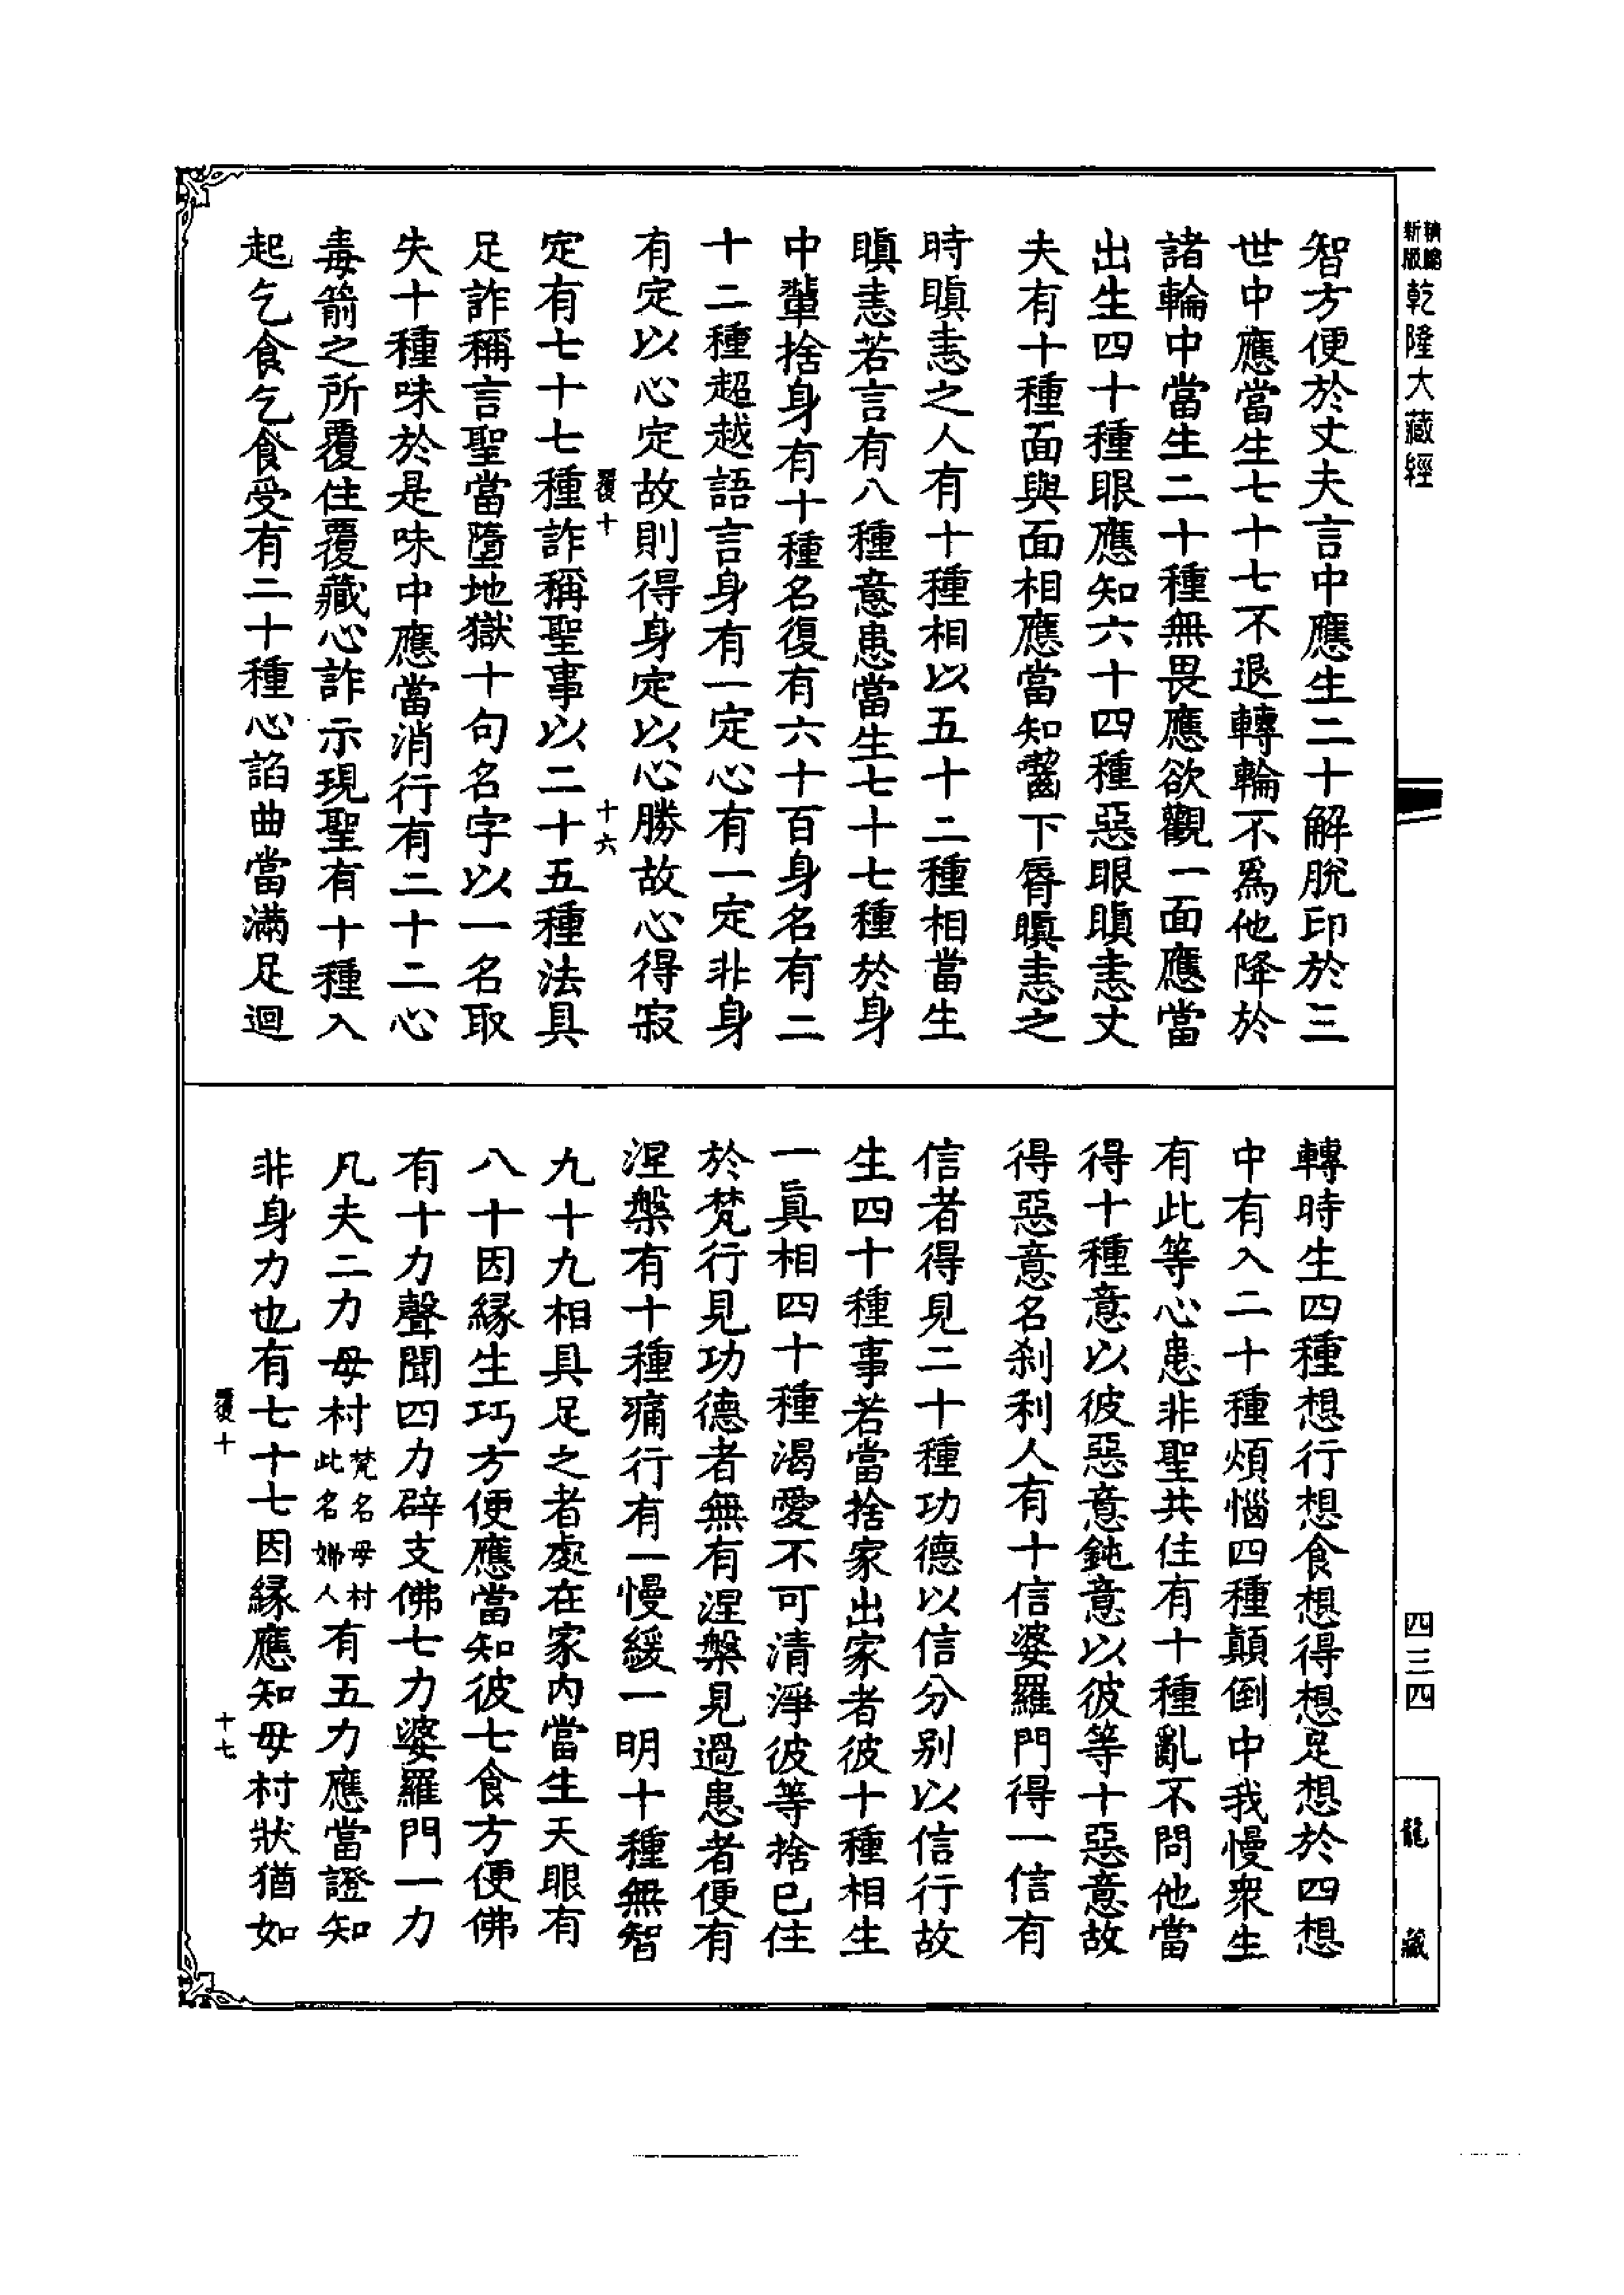 精縮新版乾隆大藏經
智方便於丈夫言中應生二十解脫印於三
世中應當生七十七不退轉輪不為他降於
諸輪中當生二十種無畏應欲觀一面應當
出生四十種眼應知六十四種惡眼瞋恚丈
夫有十種面與面相應當知齧下脣瞋恚之
時瞋恚之人有十種相以五十二種相當生
瞋恚若言有八種意患當生七十七種於身
中輩捨身有十種名復有六十百身名有二
十二種超越語言身有一定心有一定非身
有定以心定故則得身定以心勝故心得寂
覆十 十六
定有七十七種詐稱聖事以二十五種法具
足詐稱言聖當墮地獄十句名字以一名取
失十種味於是味中應當消行有二十二心
毒箭之所覆住覆藏心詐示現聖有十種入
起乞食乞食受有二十種心諂曲當滿足迴
轉時生四種想行想食想得想足想於四想
中有入二十種煩惱四種顛倒中我慢衆生
有此等心患非聖共住有十種亂不問他當
得十種意以彼惡意鈍意以彼等十惡意故
得惡意名刹利人有十信婆羅門得一信有
信者得見二十種功德以信分別以信行故
生四十種事若當捨家出家者彼十種相生
一真相四十種渴愛不可清淨彼等捨已住
於梵行見功德者無有涅槃見過患者便有
涅槃有十種痛行有一慢緩一明十種無智
九十九相具足之者處在家內當生天眼有
八十因緣生巧方便應當知彼七食方便佛
有十力聲聞四力辟支佛七力婆羅門一力
凡夫二力母村梵名母村此名婦人有五力應當證知
非身力也有七十七因緣應知母村狀猶如
覆十 十七
四三四
龍藏